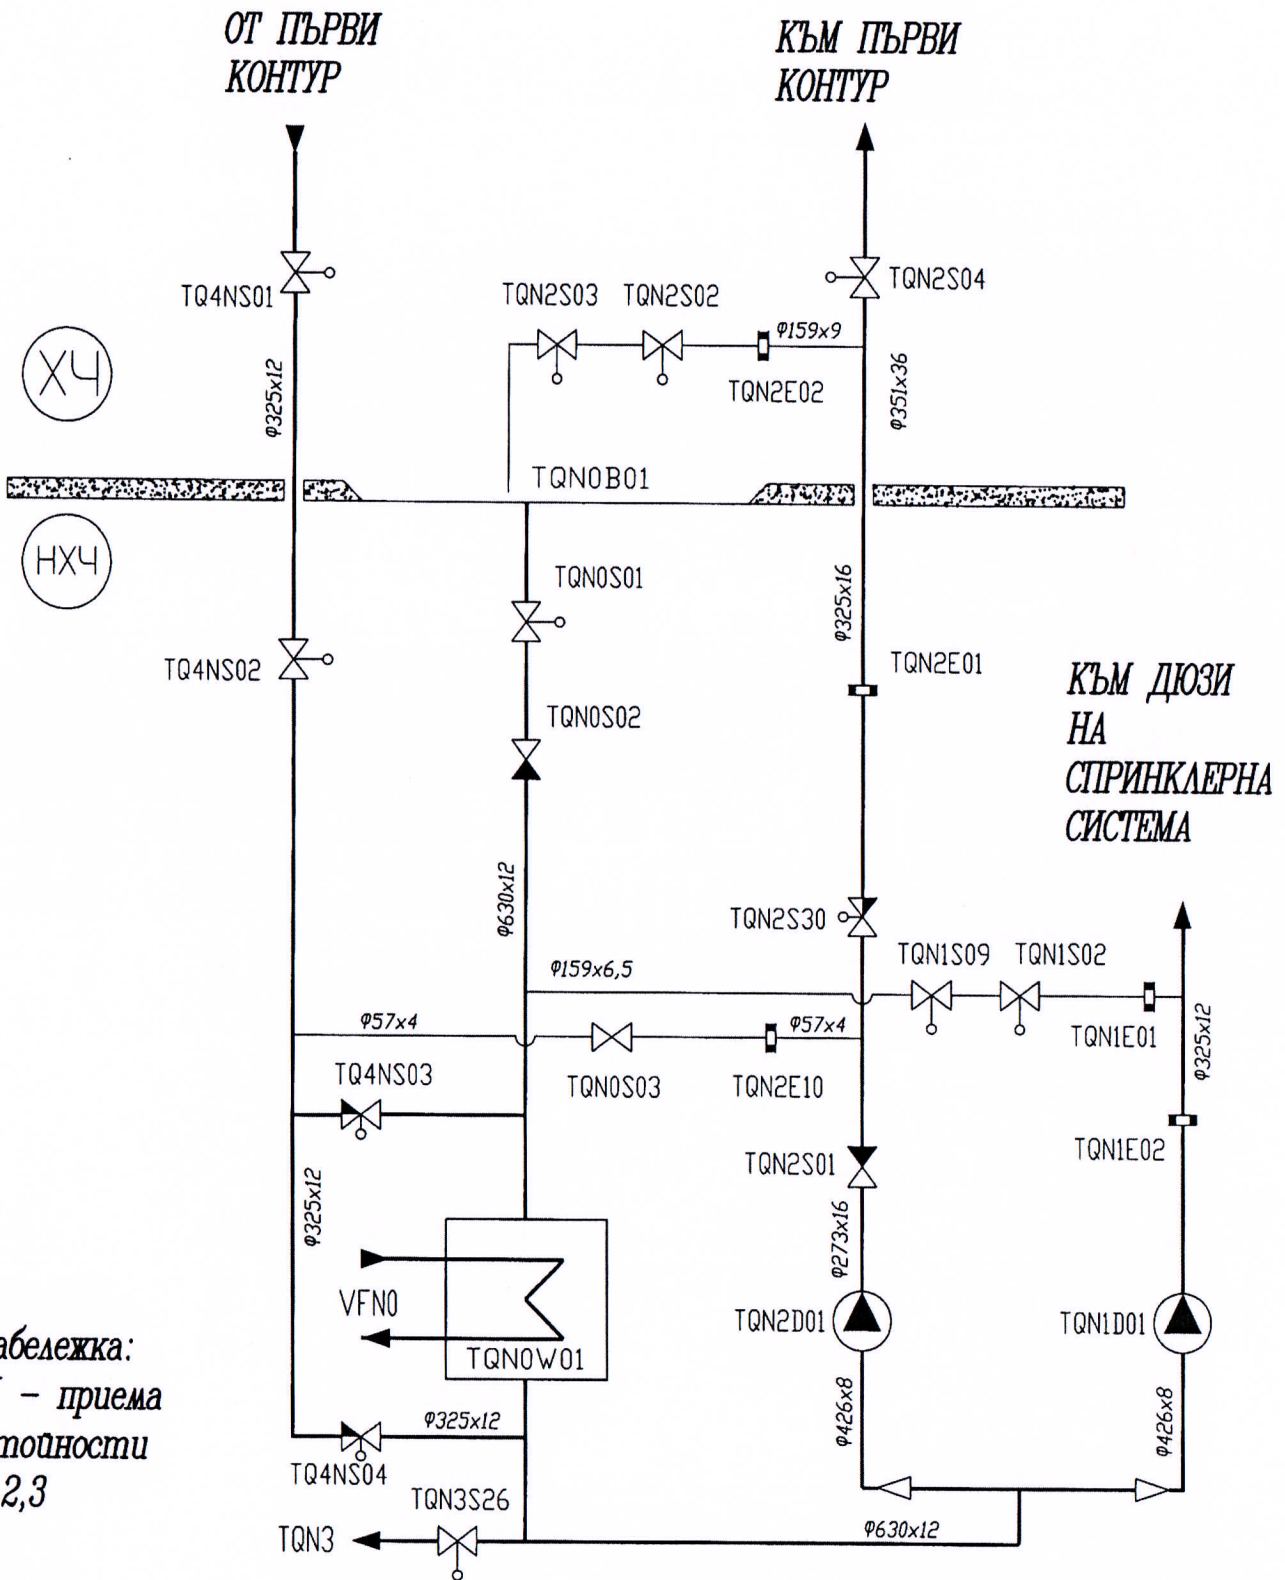 ОТ ПЪРВИ
КОНТУР
КЪМ ПЪРВИ
КОНТУР
TQ4NS01
TQN2S03
TQN2S02
TQN2S04
φ159x9
TQN2E02
ХЧ
φ325x12
φ351x36
TQN0B01
НХЧ
TQN0S01
φ325x16
TQ4NS02
TQN2E01
КЪМ ДЮЗИ
НА
СПРИНКЛЕРНА
СИСТЕМА
TQN0S02
φ630x12
TQN2S30
TQN1S09
TQN1S02
φ159x6,5
φ57x4
φ57x4
TQN1E01
φ325x12
TQ4NS03
TQN0S03
TQN2E10
TQN2S01
TQN1E02
φ325x12
φ273x16
VFN0
TQN2D01
TQN1D01
TQN0W01
абележка:
– приема
тойности
2,3
φ325x12
φ426x8
φ426x8
TQ4NS04
TQN3S26
TQN3
φ630x12